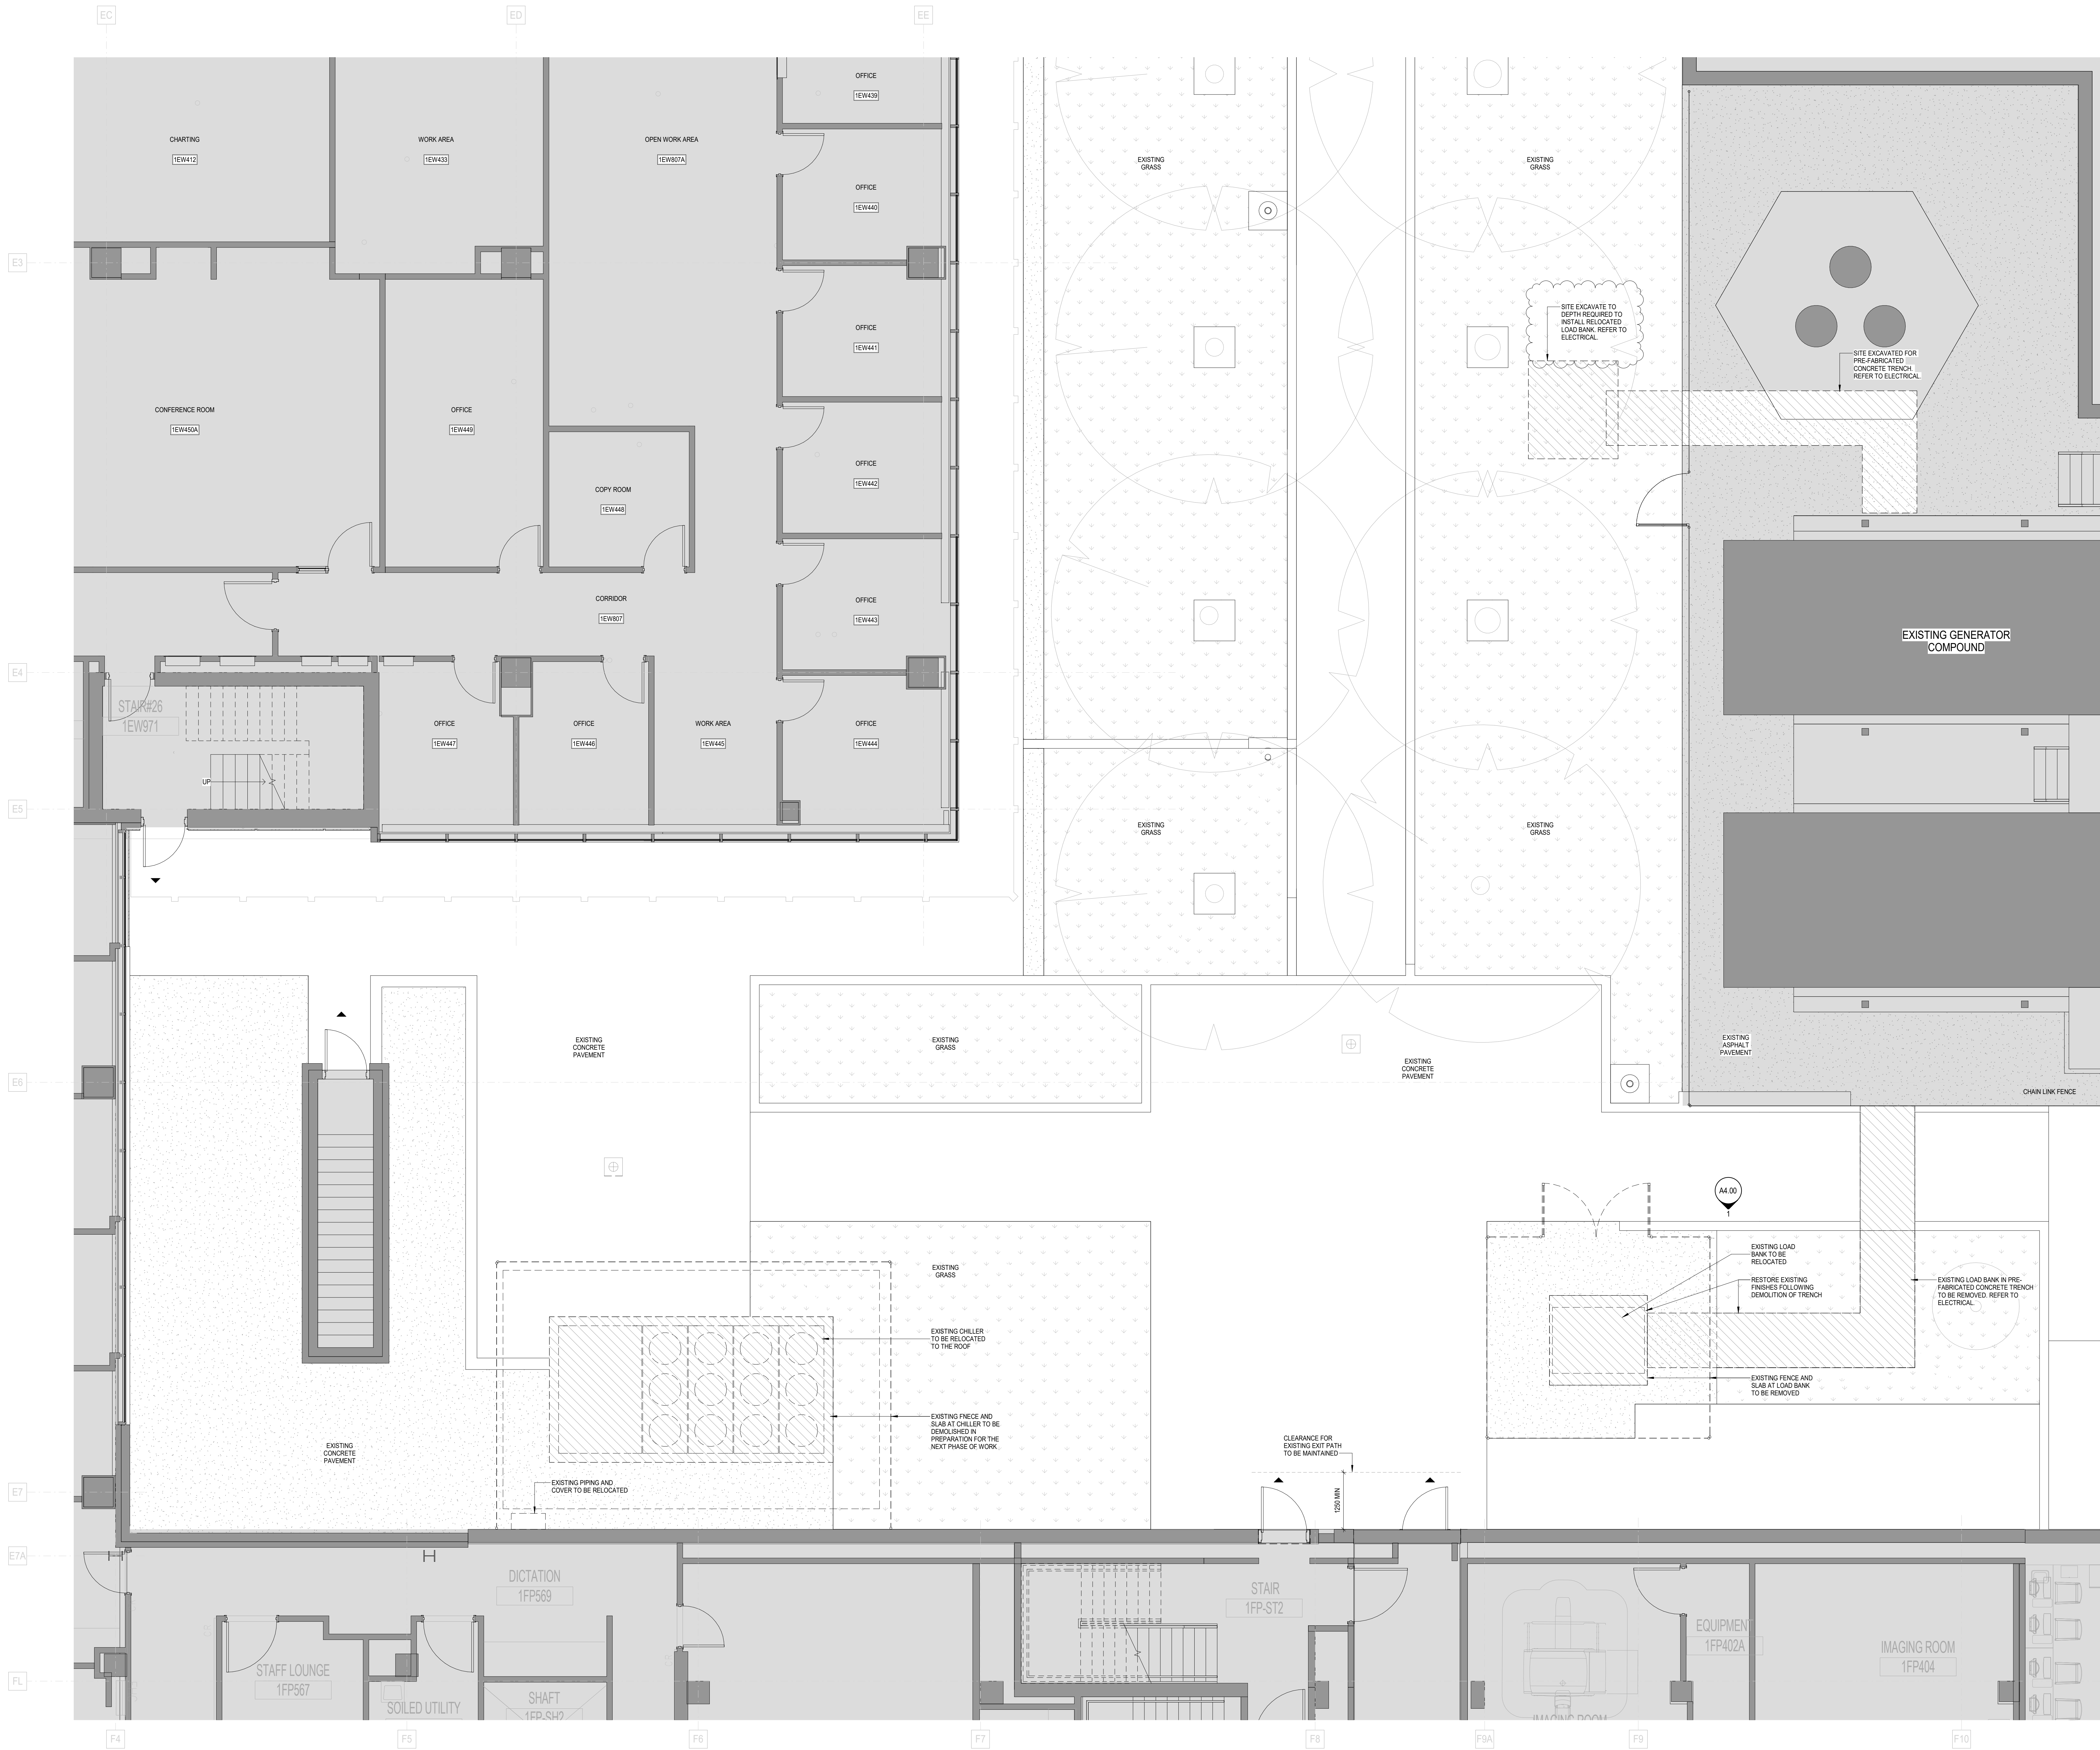 EC
ED
EE
OFFICE
1EW439
CHARTING
1EW412
WORK AREA
1EW433
OPEN WORK AREA
1EW807A
OFFICE
1EW440
EXISTING
GRASS
EXISTING
GRASS
E3
SITE EXCAVATE TO
DEPTH REQUIRED TO
INSTALL RELOCATED
LOAD BANK. REFER TO
ELECTRICAL.
OFFICE
1EW441
SITE EXCAVATED FOR
PRE-FABRICATED
CONCRETE TRENCH.
REFER TO ELECTRICAL
CONFERENCE ROOM
1EW450A
OFFICE
1EW449
OFFICE
1EW442
COPY ROOM
1EW448
CORRIDOR
1EW807
OFFICE
1EW443
EXISTING GENERATOR
COMPOUND
E4
STAIR#26
1EW971
UP
OFFICE
1EW447
OFFICE
1EW446
WORK AREA
1EW445
OFFICE
1EW444
E5
EXISTING
GRASS
EXISTING
GRASS
EXISTING
CONCRETE
PAVEMENT
EXISTING
GRASS
EXISTING
CONCRETE
PAVEMENT
EXISTING
ASPHALT
PAVEMENT
E6
CHAIN LINK FENCE
A4.00
1
EXISTING LOAD
BANK TO BE
RELOCATED
EXISTING
GRASS
RESTORE EXISTING
FINISHES FOLLOWING
DEMOLITION OF TRENCH
EXISTING LOAD BANK IN PRE-
FABRICATED CONCRETE TRENCH
TO BE REMOVED. REFER TO
ELECTRICAL.
EXISTING CHILLER
TO BE RELOCATED
TO THE ROOF
EXISTING FENCE AND
SLAB AT LOAD BANK
TO BE REMOVED
EXISTING FNECE AND
SLAB AT CHILLER TO BE
DEMOLISHED IN
PREPARATION FOR THE
NEXT PHASE OF WORK
EXISTING
CONCRETE
PAVEMENT
CLEARANCE FOR
EXISTING EXIT PATH
TO BE MAINTAINED
EXISTING PIPING AND
COVER TO BE RELOCATED
E7
1250 MIN
E7A
DICTATION
1FP569
STAIR
1FP-ST2
EQUIPMENT
1FP402A
IMAGING ROOM
1FP404
STAFF LOUNGE
1FP567
FL
SOILED UTILITY
SHAFT
1FP-SH2
IMAGING ROOM
F4
F5
F6
F7
F8
F9A
F9
F10